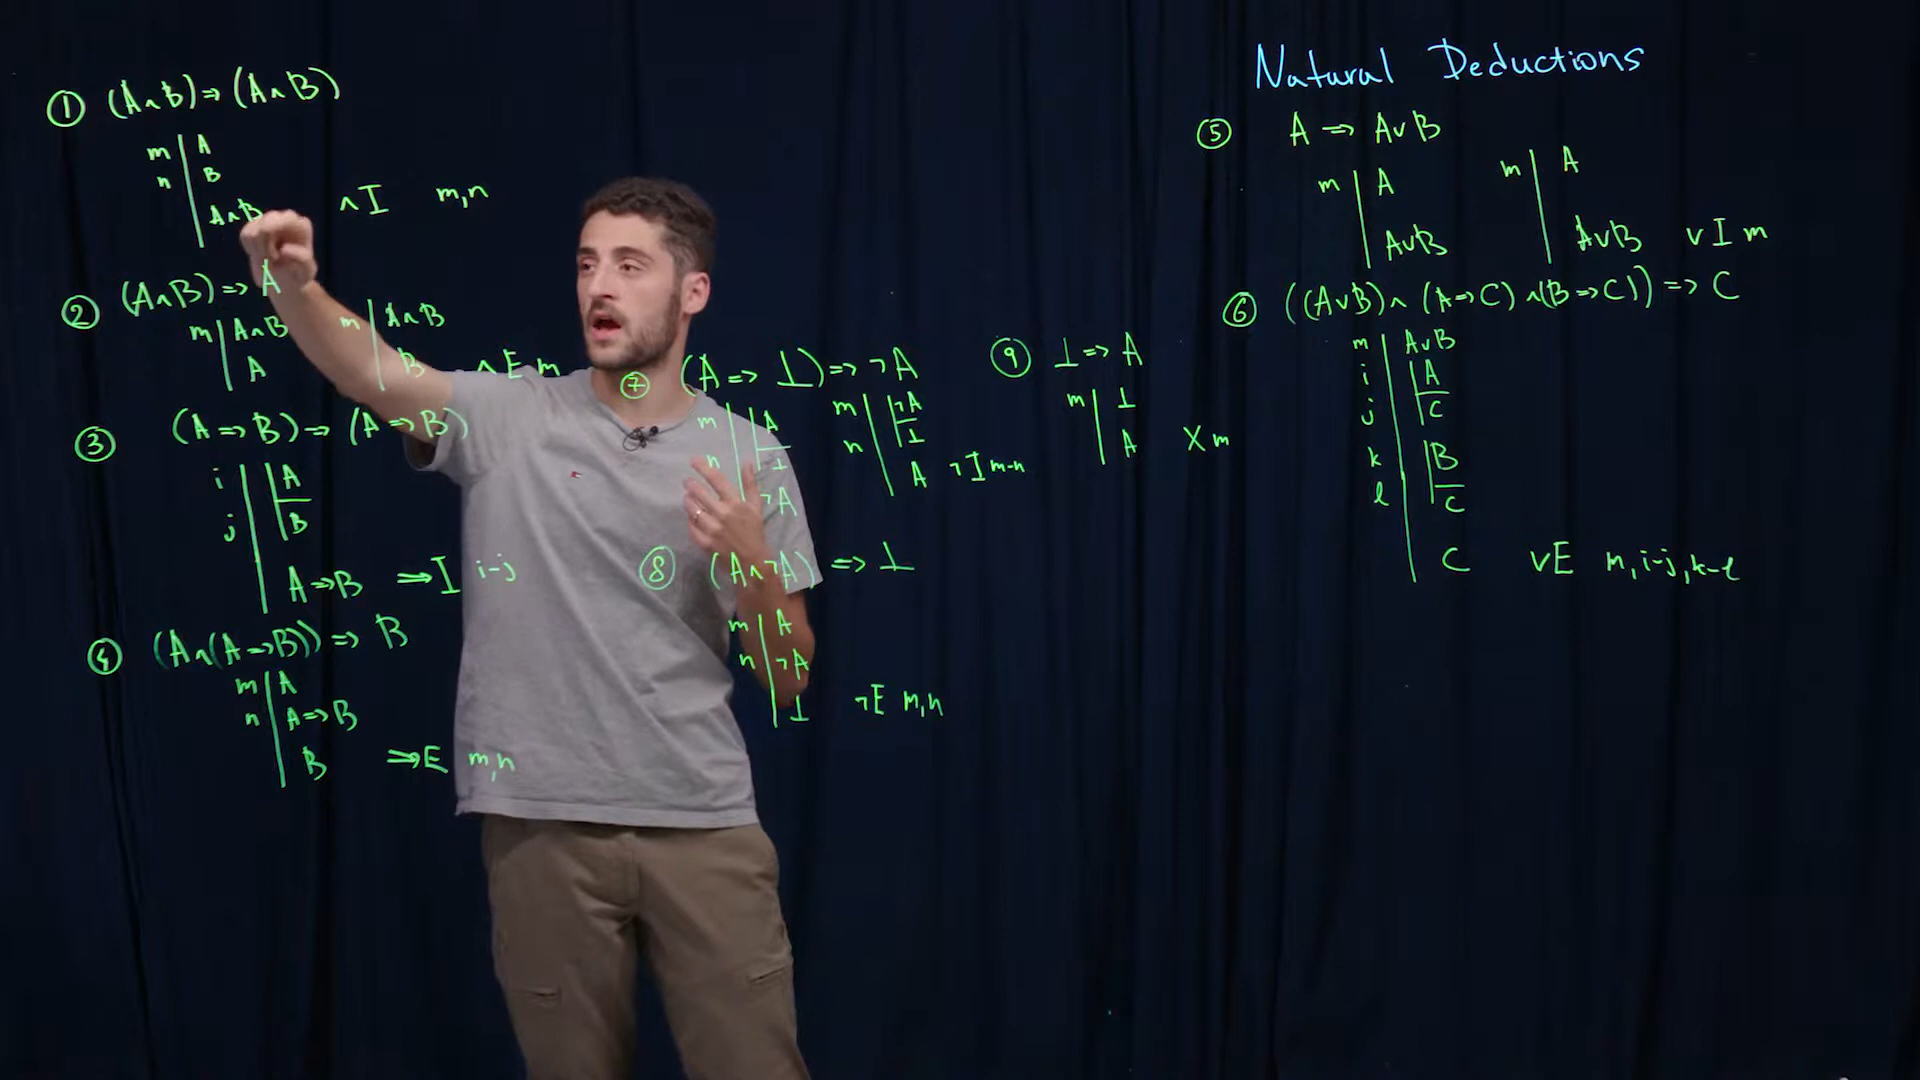 Natural Deductions
① (A∧B)⇒(A∧B)
m | A
n | B
| A∧B ∧I m,n
② (A∧B)⇒A
m | A∧B m | A∧B
| A | B ∧E m
③ (A⇒B)⇒(A⇒B)
i | | A
j | | B
| A⇒B ⇒I i-j
④ (A∧(A⇒B))⇒B
m | A
n | A⇒B
| B ⇒E m,n
⑦ (A⇒⊥)⇒¬A
m | | A m | | ¬A
n | | ⊥ n | | ⊥
| ¬A | A ¬I m-n
⑧ (A∧¬A)⇒⊥
m | A
n | ¬A
| ⊥ ¬E m,n
⑨ ⊥⇒A
m | ⊥
| A X m
⑤ A⇒A∨B
m | A m | A
| A∨B | A∨B ∨I m
⑥ ((A∨B)∧(A⇒C)∧(B⇒C))⇒C
m | A∨B
i | | A
j | | C
k | | B
l | | C
| C ∨E m,i-j,k-l